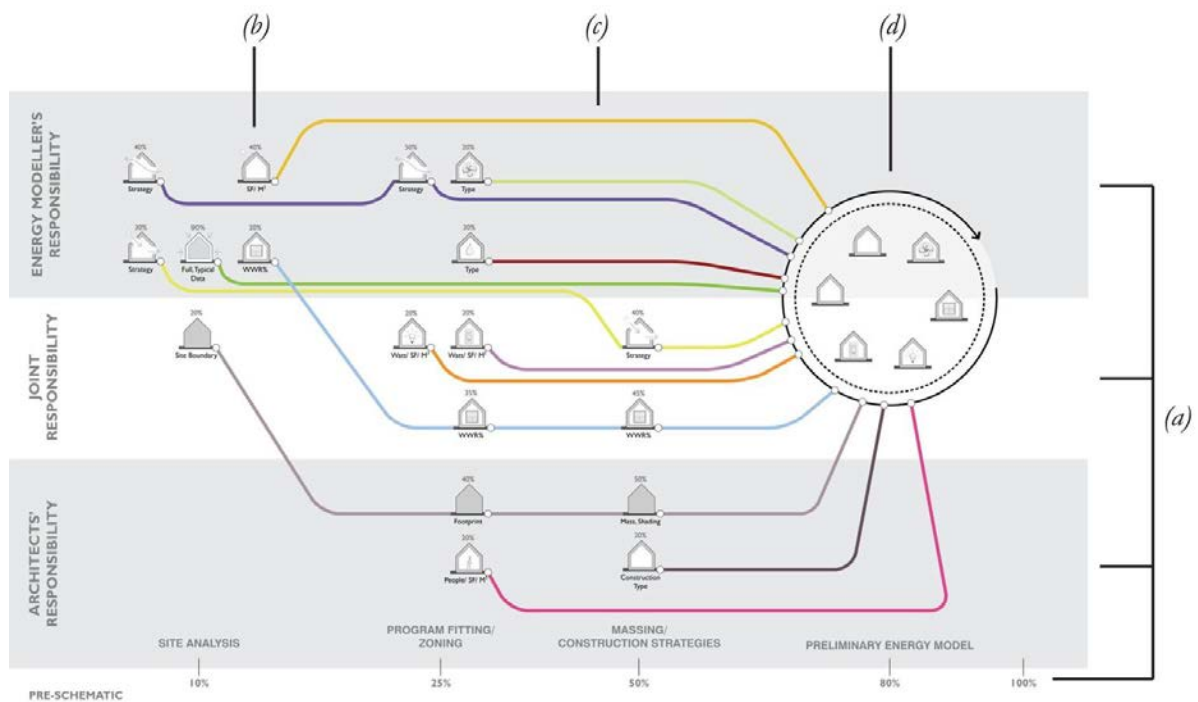 (b)
(c)
(d)
ENERGY MODELLER'S
RESPONSIBILITY
40%
Strategy
40%
SF/ M²
50%
Strategy
20%
Type
30%
Strategy
90%
Full, Typical
Data
20%
WWR%
20%
Type
JOINT
RESPONSIBILITY
20%
Site Boundary
20%
Wats/ SF/ M²
20%
Wats/ SF/ M²
40%
Strategy
35%
WWR%
45%
WWR%
(a)
ARCHITECTS'
RESPONSIBILITY
40%
Footprint
50%
Mass, Shading
20%
People/ SF/ M²
20%
Construction
Type
SITE ANALYSIS
PROGRAM FITTING/
ZONING
MASSING/
CONSTRUCTION STRATEGIES
PRELIMINARY ENERGY MODEL
10%
25%
50%
80%
100%
PRE-SCHEMATIC